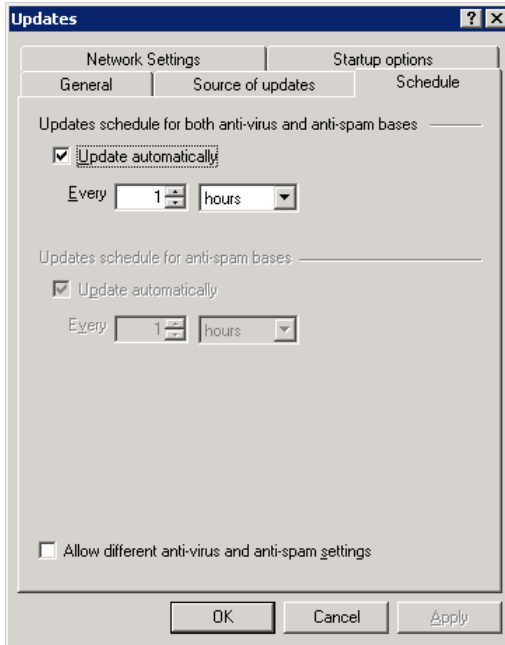 Updates
Network Settings Startup options
General Source of updates Schedule
Updates schedule for both anti-virus and anti-spam bases
Update automatically
Every 1 hours
Updates schedule for anti-spam bases
Update automatically
Every 1 hours
Allow different anti-virus and anti-spam settings
OK Cancel Apply